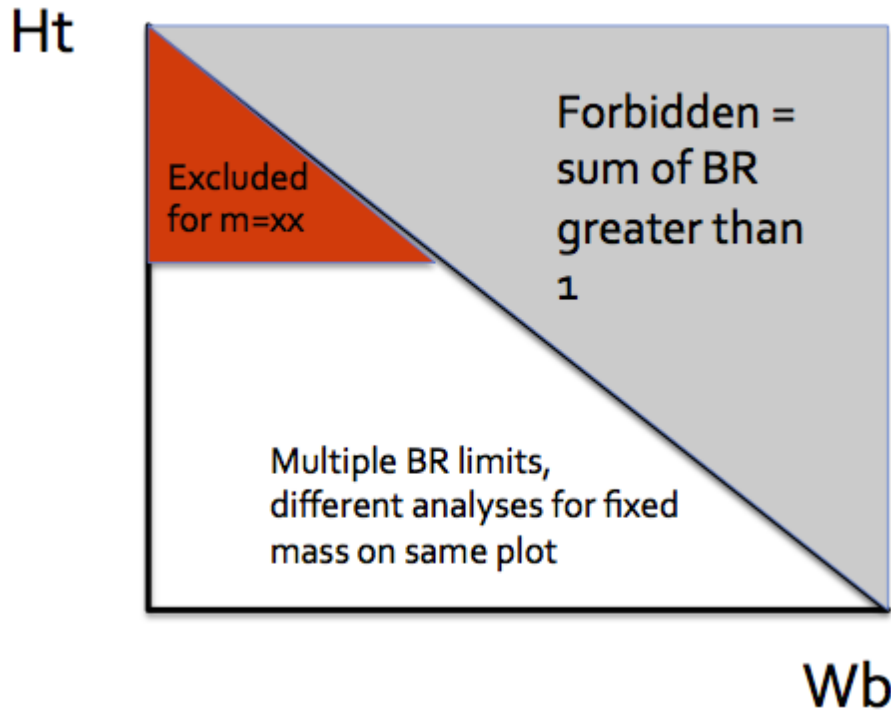 Ht
Forbidden =
sum of BR
greater than
1
Excluded
for m=xx
Multiple BR limits,
different analyses for fixed
mass on same plot
Wb